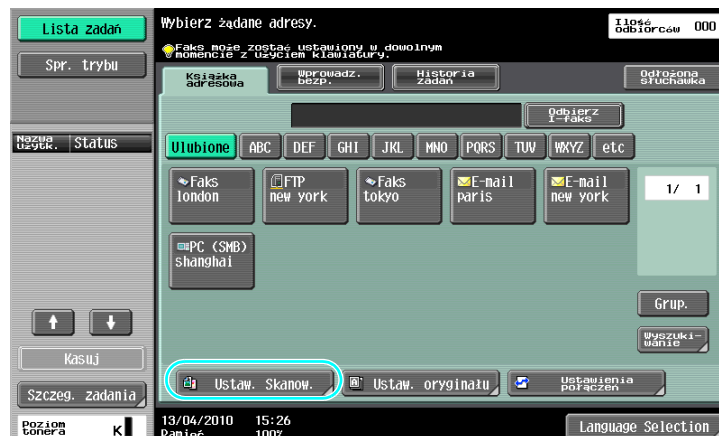 Lista zadań
Spr. trybu
Nazwa użytk.
Status
Kasuj
Szczeg. zadania
Poziom tonera
K
Wybierz żądane adresy.
Ilość odbiorców 000
Faks może zostać ustawiony w dowolnym
momencie z użyciem klawiatury.
Książka adresowa
Wprowadz. bezp.
Historia zadań
Odłożona słuchawka
Odbierz I-faks
Ulubione ABC DEF GHI JKL MNO PQRS TUV WXYZ etc
Faks london
FTP new york
Faks tokyo
E-mail paris
E-mail new york
1/ 1
PC (SMB) shanghai
Grup.
Wyszuki-wanie
Ustaw. Skanow.
Ustaw. oryginału
Ustawienia połączeń
13/04/2010 15:26
Pamięć 100%
Language Selection